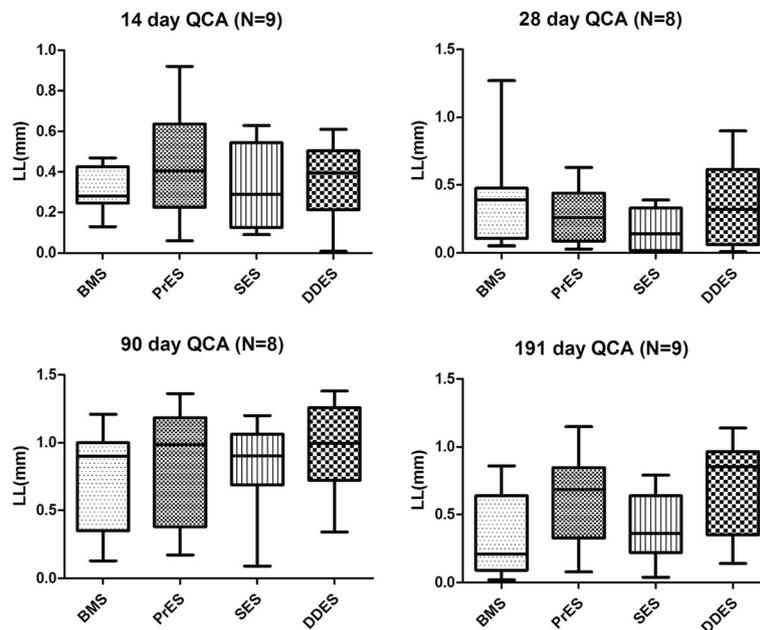 14 day QCA (N=9)
LL(mm)
1.0
0.8
0.6
0.4
0.2
0.0
BMS
PrES
SES
DDES
28 day QCA (N=8)
LL(mm)
1.5
1.0
0.5
0.0
BMS
PrES
SES
DDES
90 day QCA (N=8)
LL(mm)
1.5
1.0
0.5
0.0
BMS
PrES
SES
DDES
191 day QCA (N=9)
LL(mm)
1.5
1.0
0.5
0.0
BMS
PrES
SES
DDES